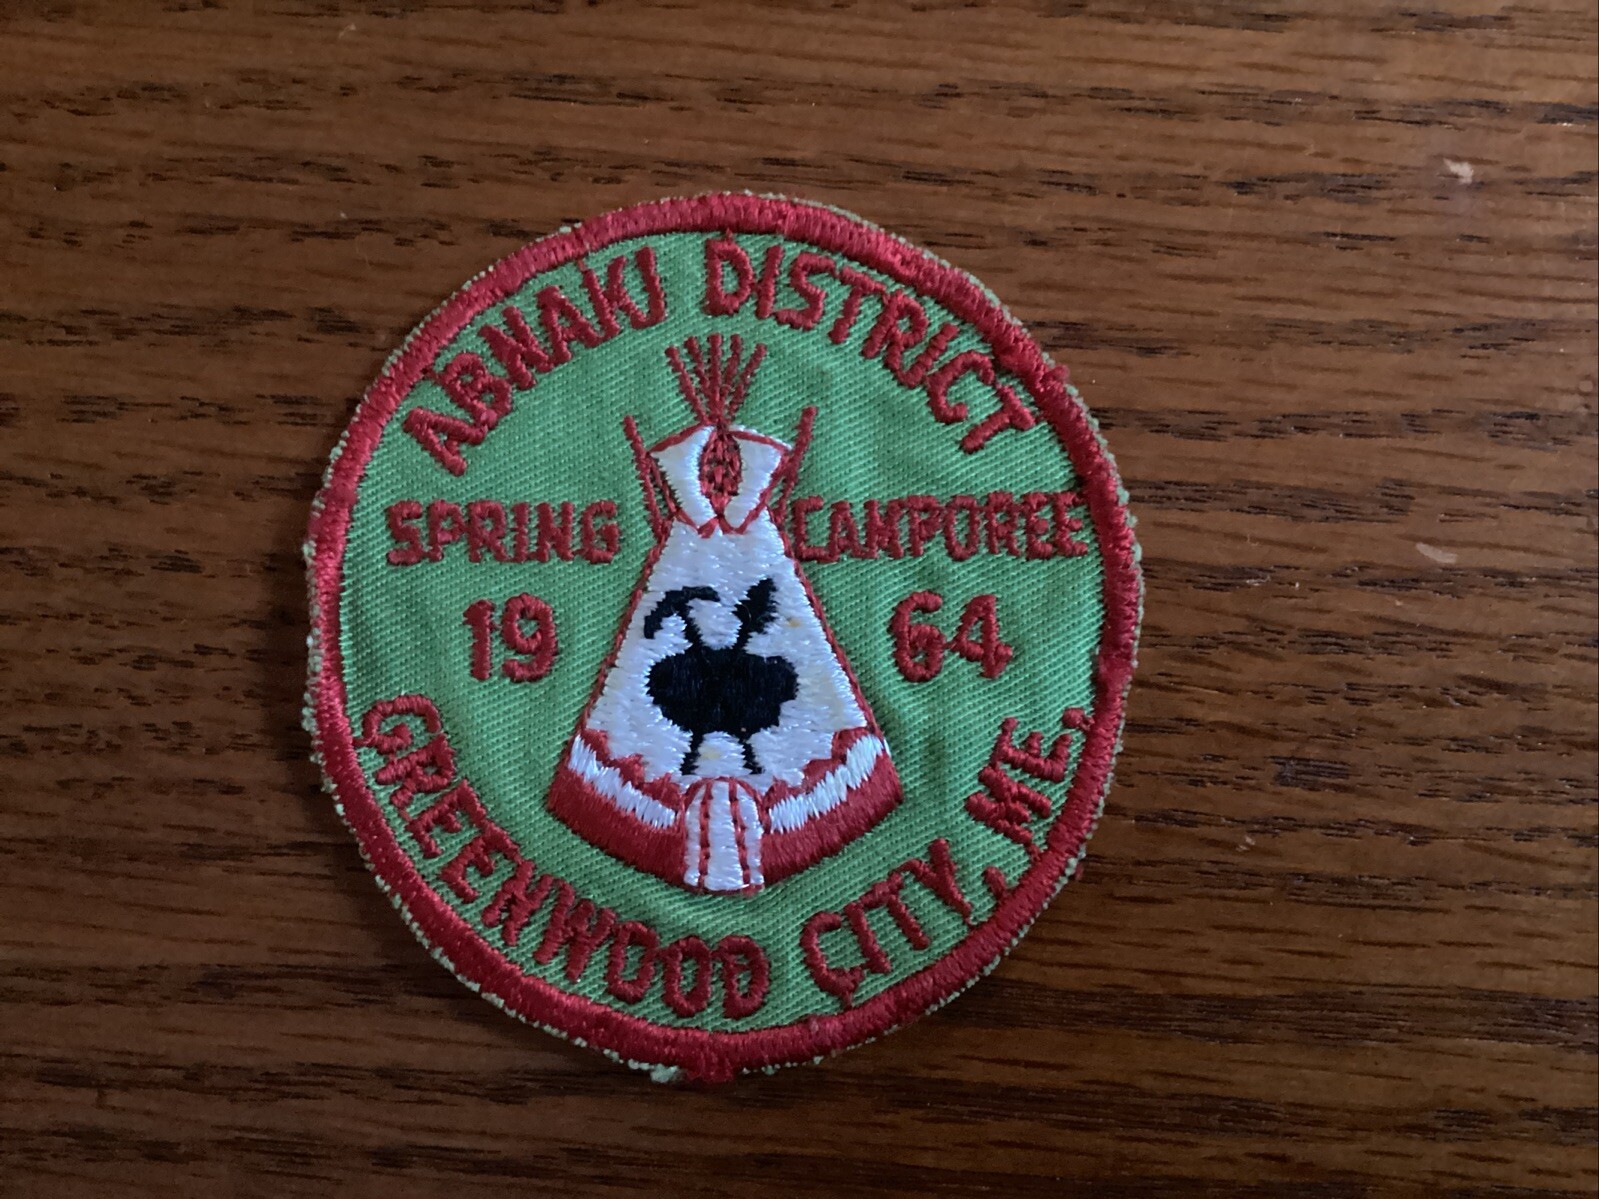 ABNAKI DISTRICT
SPRING CAMPOREE
19 64
GREENWOOD CITY, ME.